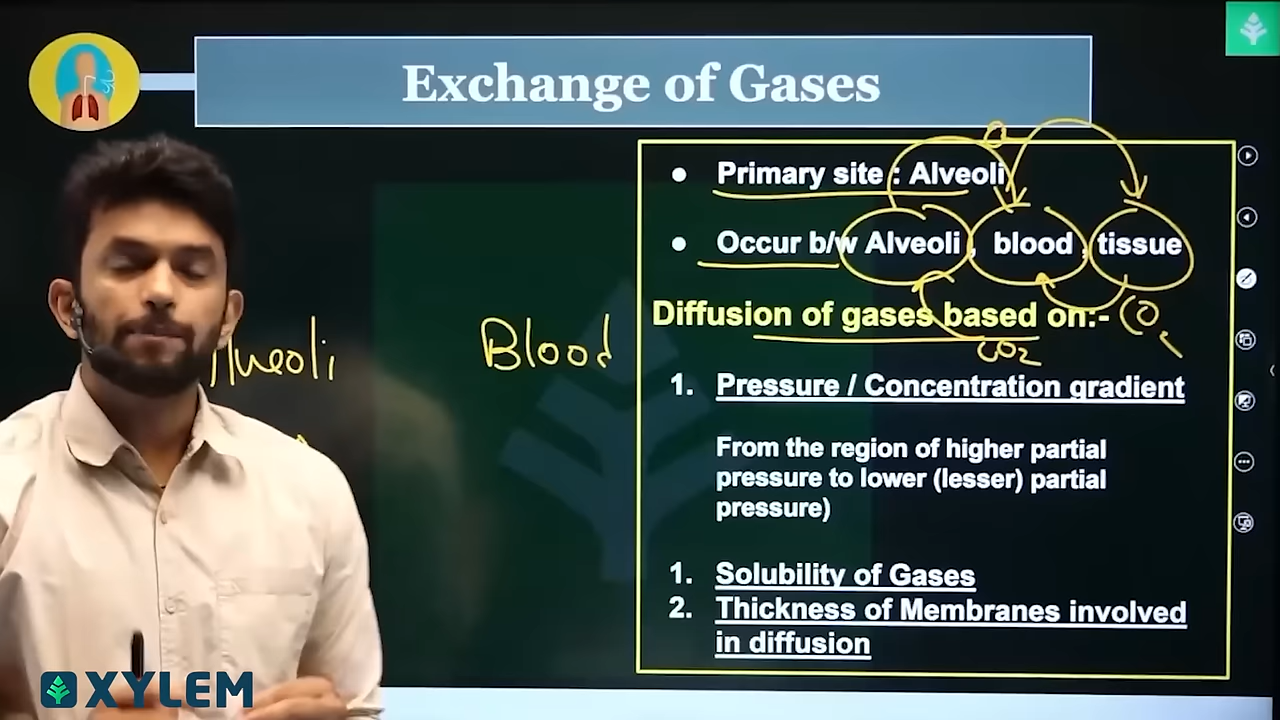 Exchange of Gases
• Primary site : Alveoli
• Occur b/w Alveoli , blood , tissue
Diffusion of gases based on:-
CO2
1. Pressure / Concentration gradient
From the region of higher partial
pressure to lower (lesser) partial
pressure)
1. Solubility of Gases
2. Thickness of Membranes involved
in diffusion
Blood
XYLEM